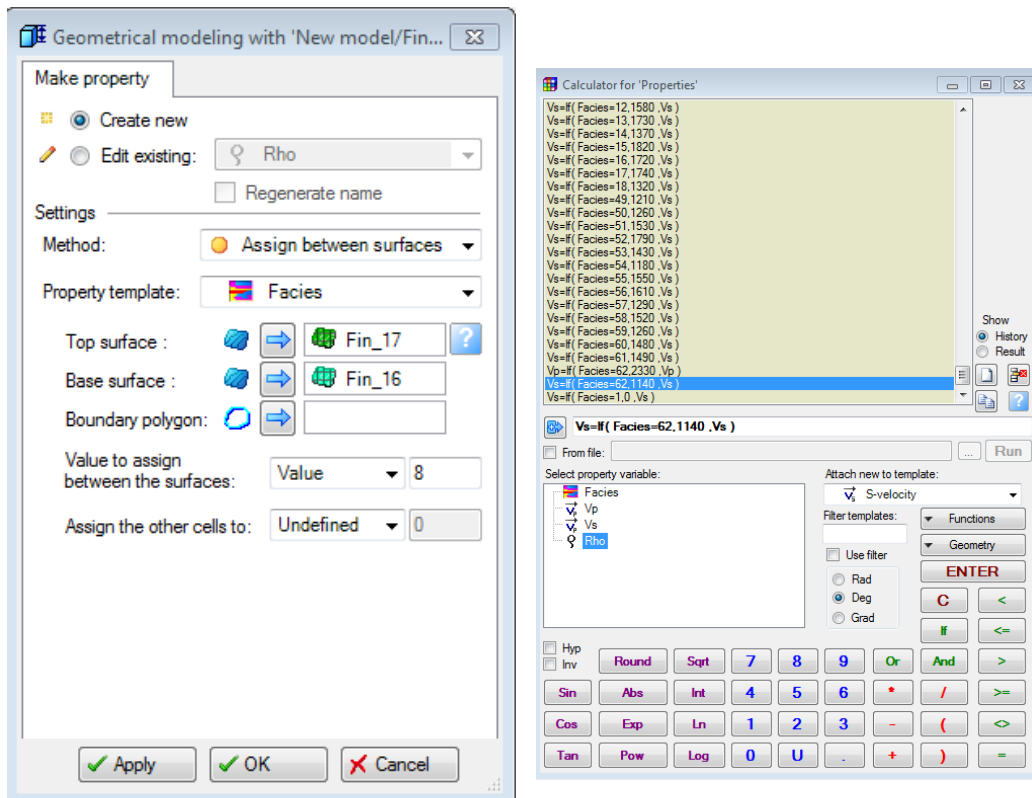 Geometrical modeling with 'New model/Fin...
Make property
Create new
Edit existing: Rho
Regenerate name
Settings
Method: Assign between surfaces
Property template: Facies
Top surface : Fin_17 ?
Base surface : Fin_16
Boundary polygon:
Value to assign
between the surfaces: Value 8
Assign the other cells to: Undefined 0
Apply OK Cancel
Calculator for 'Properties'
Vs=If( Facies=12,1580 ,Vs )
Vs=If( Facies=13,1730 ,Vs )
Vs=If( Facies=14,1370 ,Vs )
Vs=If( Facies=15,1820 ,Vs )
Vs=If( Facies=16,1720 ,Vs )
Vs=If( Facies=17,1740 ,Vs )
Vs=If( Facies=18,1320 ,Vs )
Vs=If( Facies=49,1210 ,Vs )
Vs=If( Facies=50,1260 ,Vs )
Vs=If( Facies=51,1530 ,Vs )
Vs=If( Facies=52,1790 ,Vs )
Vs=If( Facies=53,1430 ,Vs )
Vs=If( Facies=54,1180 ,Vs )
Vs=If( Facies=55,1550 ,Vs )
Vs=If( Facies=56,1610 ,Vs )
Vs=If( Facies=57,1290 ,Vs )
Vs=If( Facies=58,1520 ,Vs )
Vs=If( Facies=59,1260 ,Vs )
Vs=If( Facies=60,1480 ,Vs )
Vs=If( Facies=61,1490 ,Vs )
Vp=If( Facies=62,2330 ,Vp )
Vs=If( Facies=62,1140 ,Vs )
Vs=If( Facies=1,0 ,Vs )
Show
History
Result
?
Vs=If( Facies=62,1140 ,Vs )
From file: ... Run
Select property variable:
Facies
Vp
Vs
Rho
Attach new to template:
S-velocity
Filter templates:
Use filter
Rad
Deg
Grad
Functions
Geometry
ENTER
C <
If <=
Hyp
Inv
Round Sqrt 7 8 9 Or And >
Sin Abs Int 4 5 6 * / >=
Cos Exp Ln 1 2 3 - ( <>
Tan Pow Log 0 U . + ) =